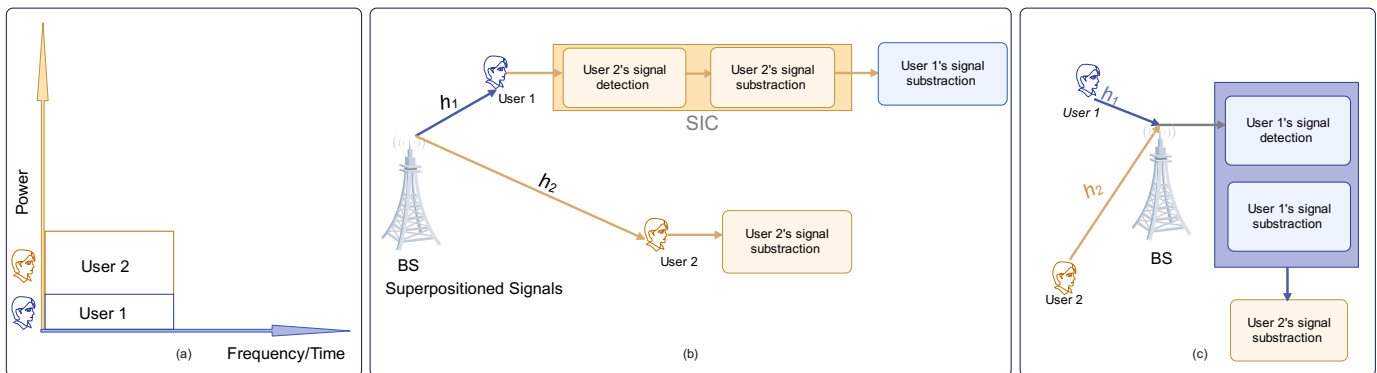 Power
User 2
User 1
Frequency/Time
(a)
h1
User 1
User 2's signal
detection
User 2's signal
substraction
SIC
User 1's signal
substraction
h2
User 2
User 2's signal
substraction
BS
Superpositioned Signals
(b)
h1
User 1
h2
User 2
BS
User 1's signal
detection
User 1's signal
substraction
User 2's signal
substraction
(c)